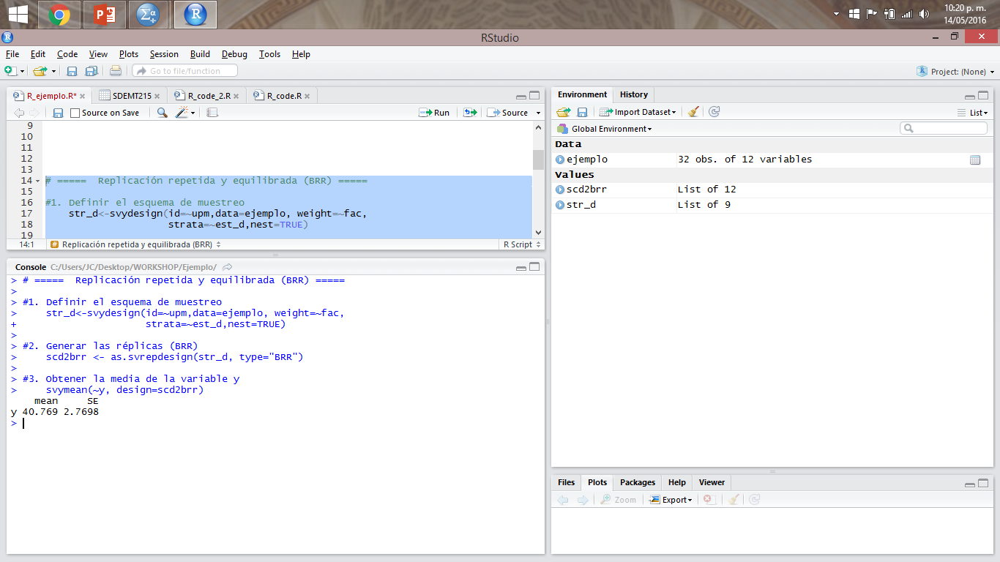 10:20 p. m.
14/05/2016
RStudio
File Edit Code View Plots Session Build Debug Tools Help
Go to file/function
Project: (None)
R_ejemplo.R* SDEMT215 R_code_2.R R_code.R
Source on Save Run Source
9
10
11
12
13
14 # ===== Replicación repetida y equilibrada (BRR) =====
15
16 #1. Definir el esquema de muestreo
17 str_d<-svydesign(id=~upm,data=ejemplo, weight=~fac,
18 strata=~est_d,nest=TRUE)
19
14:1 # Replicación repetida y equilibrada (BRR) R Script
Console C:/Users/JC/Desktop/WORKSHOP/Ejemplo/
> # ===== Replicación repetida y equilibrada (BRR) =====
>
> #1. Definir el esquema de muestreo
> str_d<-svydesign(id=~upm,data=ejemplo, weight=~fac,
+ strata=~est_d,nest=TRUE)
>
> #2. Generar las réplicas (BRR)
> scd2brr <- as.svrepdesign(str_d, type="BRR")
>
> #3. Obtener la media de la variable y
> svymean(~y, design=scd2brr)
mean SE
y 40.769 2.7698
>
Environment History
Import Dataset List
Global Environment
Data
ejemplo 32 obs. of 12 variables
Values
scd2brr List of 12
str_d List of 9
Files Plots Packages Help Viewer
Zoom Export